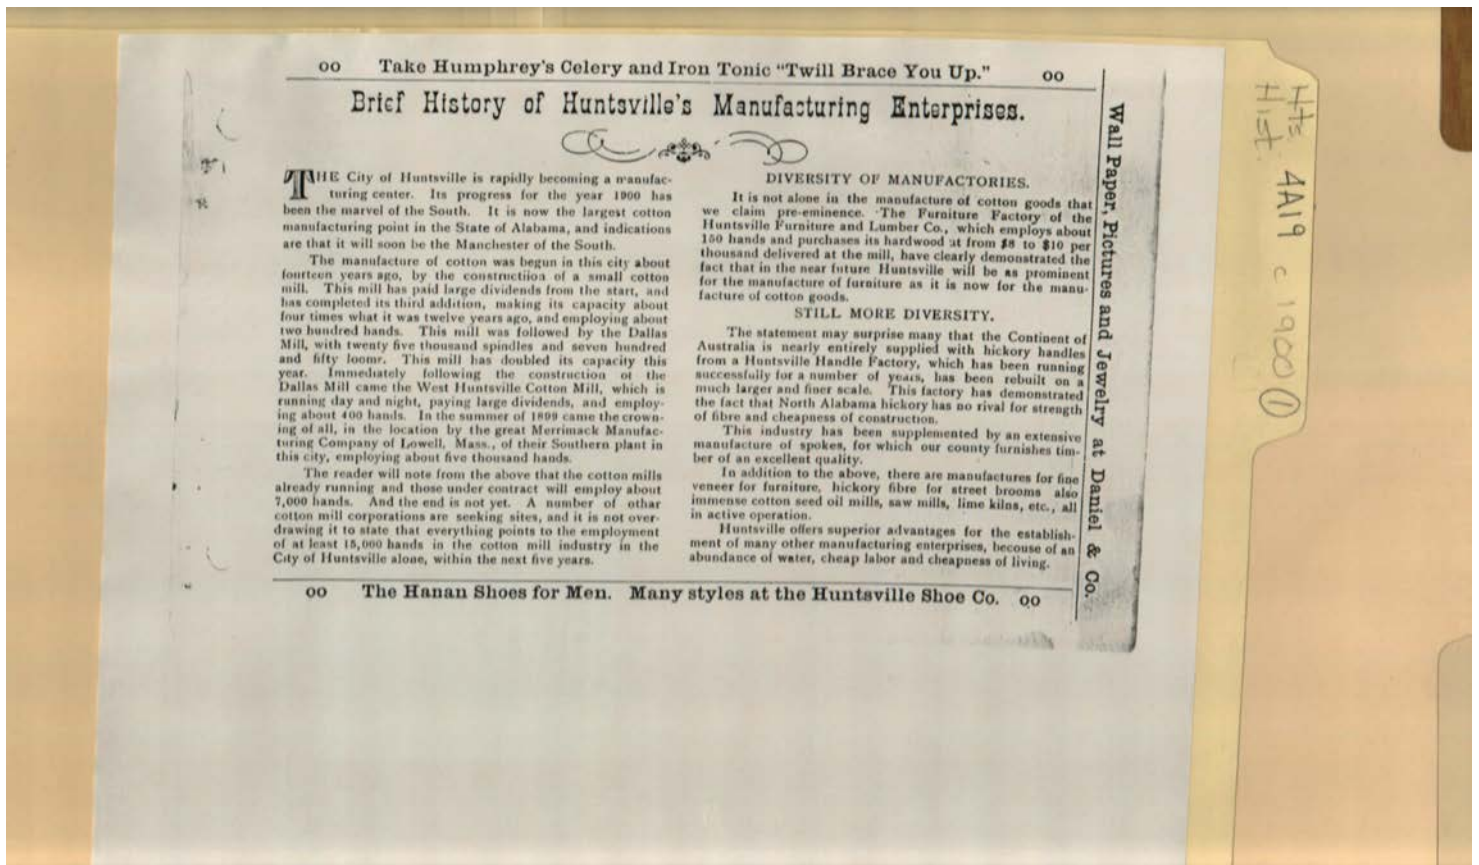 oo Take Humphrey's Celery and Iron Tonic "Twill Brace You Up." oo
Brief History of Huntsville's Manufacturing Enterprises.
THE City of Huntsville is rapidly becoming a manufac-
turing center. Its progress for the year 1900 has
been the marvel of the South. It is now the largest cotton
manufacturing point in the State of Alabama, and indications
are that it will soon be the Manchester of the South.
The manufacture of cotton was begun in this city about
fourteen years ago, by the constructiion of a small cotton
mill. This mill has paid large dividends from the start, and
has completed its third addition, making its capacity about
four times what it was twelve years ago, and employing about
two hundred hands. This mill was followed by the Dallas
Mill, with twenty five thousand spindles and seven hundred
and fifty loomr. This mill has doubled its capacity this
year. Immediately following the construction ot the
Dallas Mill came the West Huntsville Cotton Mill, which is
running day and night, paying large dividends, and employ-
ing about 400 hands. In the summer of 1899 came the crown-
ing of all, in the location by the great Merrimack Manufac-
turing Company of Lowell, Mass., of their Southern plant in
this city, employing about five thousand hands.
The reader will note from the above that the cotton mills
already running and those under contract will employ about
7,000 hands. And the end is not yet. A number of othar
cotton mill corporations are seeking sites, and it is not over-
drawing it to state that everything points to the employment
of at least 15,000 hands in the cotton mill industry in the
City of Huntsville alone, within the next five years.
DIVERSITY OF MANUFACTORIES.
It is not alone in the manufacture of cotton goods that
we claim pre-eminence. The Furniture Factory of the
Huntsville Furniture and Lumber Co., which employs about
150 hands and purchases its hardwood at from $8 to $10 per
thousand delivered at the mill, have clearly demonstrated the
fact that in the near future Huntsville will be as prominent
for the manufacture of furniture as it is now for the manu-
facture of cotton goods.
STILL MORE DIVERSITY.
The statement may surprise many that the Continent of
Australia is nearly entirely supplied with hickory handles
from a Huntsville Handle Factory, which has been running
successfully for a number of years, has been rebuilt on a
much larger and finer scale. This factory has demonstrated
the fact that North Alabama hickory has no rival for strength
of fibre and cheapness of construction.
This industry has been supplemented by an extensive
manufacture of spokes, for which our county furnishes tim-
ber of an excellent quality.
In addition to the above, there are manufactures for fine
veneer for furniture, hickory fibre for street brooms also
immense cotton seed oil mills, saw mills, lime kilns, etc., all
in active operation.
Huntsville offers superior advantages for the establish-
ment of many other manufacturing enterprises, becouse of an
abundance of water, cheap labor and cheapness of living.
oo The Hanan Shoes for Men. Many styles at the Huntsville Shoe Co. oo
Wall Paper, Pictures and Jewelry at Daniel & Co.
Hts 4A19 c 1900 (1)
Hist.